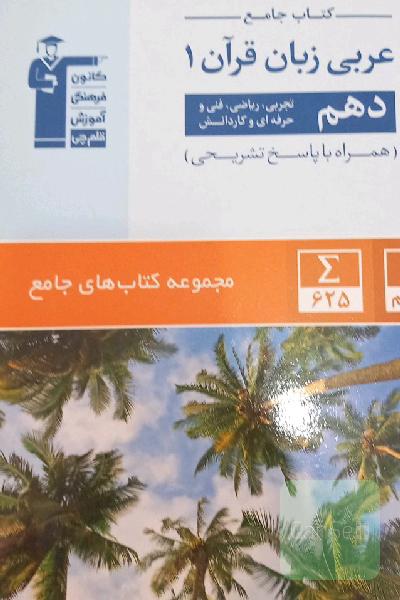 کتاب جامع
عربی زبان قرآن ۱
دهم
تجربی، ریاضی، فنی و
حرفه ای و کاردانش
(همراه با پاسخ تشریحی)
کانون
فرهنگی
آموزش
قلم‌چی
مجموعه کتاب‌های جامع
Σ
۶۲۵